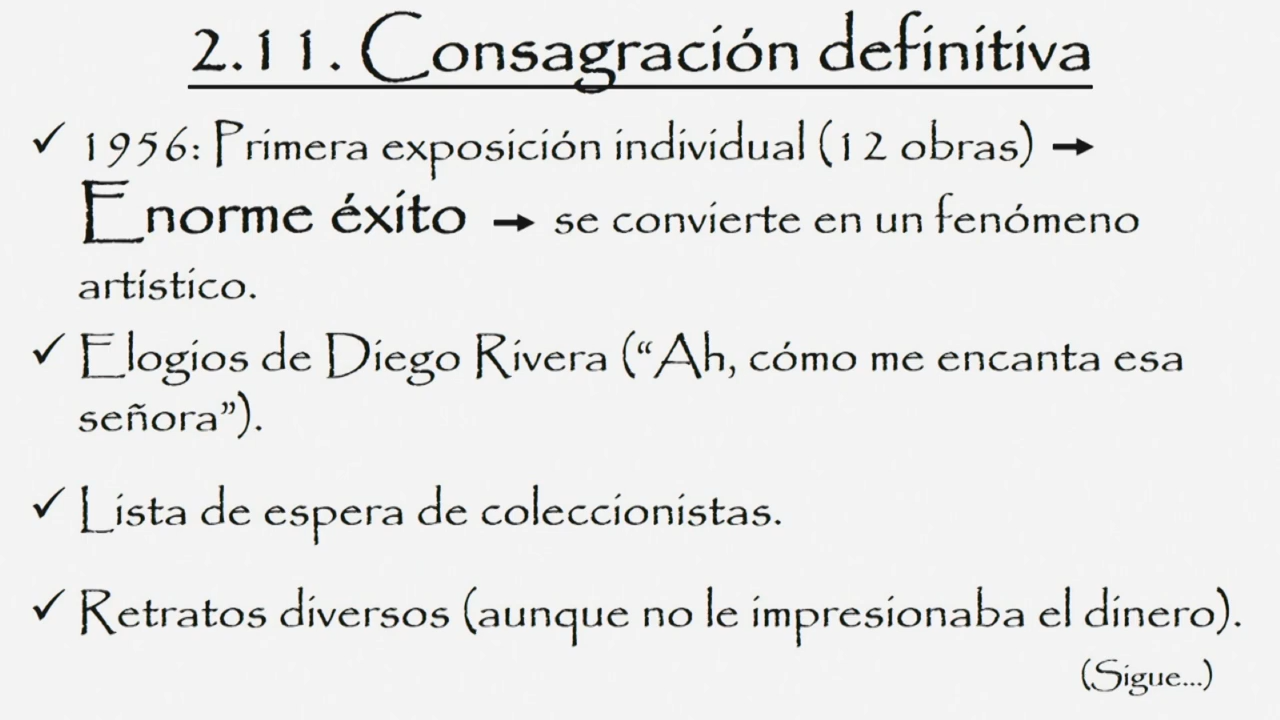 2.11. Consagración definitiva
✓ 1956: Primera exposición individual (12 obras) →
Enorme éxito → se convierte en un fenómeno
artístico.
✓ Elogios de Diego Rivera (“Ah, cómo me encanta esa
señora”).
✓ Lista de espera de coleccionistas.
✓ Retratos diversos (aunque no le impresionaba el dinero).
(Sigue...)